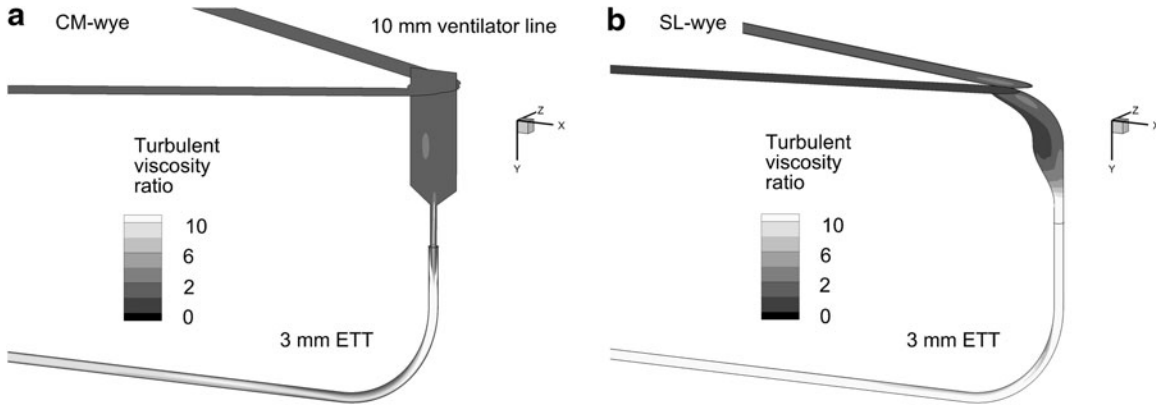 a
CM-wye
10 mm ventilator line
Z
X
Y
Turbulent
viscosity
ratio
10
6
2
0
3 mm ETT
b
SL-wye
Z
X
Y
Turbulent
viscosity
ratio
10
6
2
0
3 mm ETT